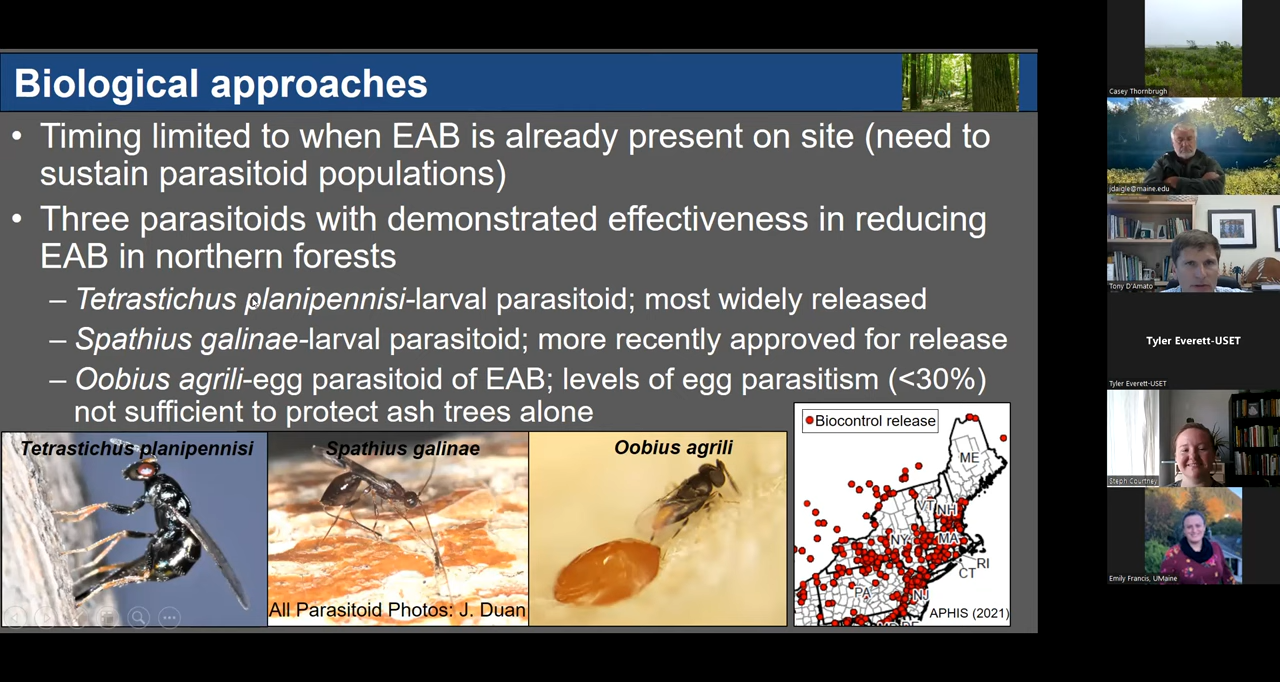 Biological approaches
• Timing limited to when EAB is already present on site (need to
sustain parasitoid populations)
• Three parasitoids with demonstrated effectiveness in reducing
EAB in northern forests
– Tetrastichus planipennisi-larval parasitoid; most widely released
– Spathius galinae-larval parasitoid; more recently approved for release
– Oobius agrili-egg parasitoid of EAB; levels of egg parasitism (<30%)
not sufficient to protect ash trees alone
Tetrastichus planipennisi
Spathius galinae
Oobius agrili
All Parasitoid Photos: J. Duan
Biocontrol release
ME
VT
NH
NY
MA
RI
CT
PA
NJ
APHIS (2021)
Casey Thornbrugh
jdaigle@maine.edu
Tony D'Amato
Tyler Everett-USET
Tyler Everett-USET
Steph Courtney
Emily Francis, UMaine